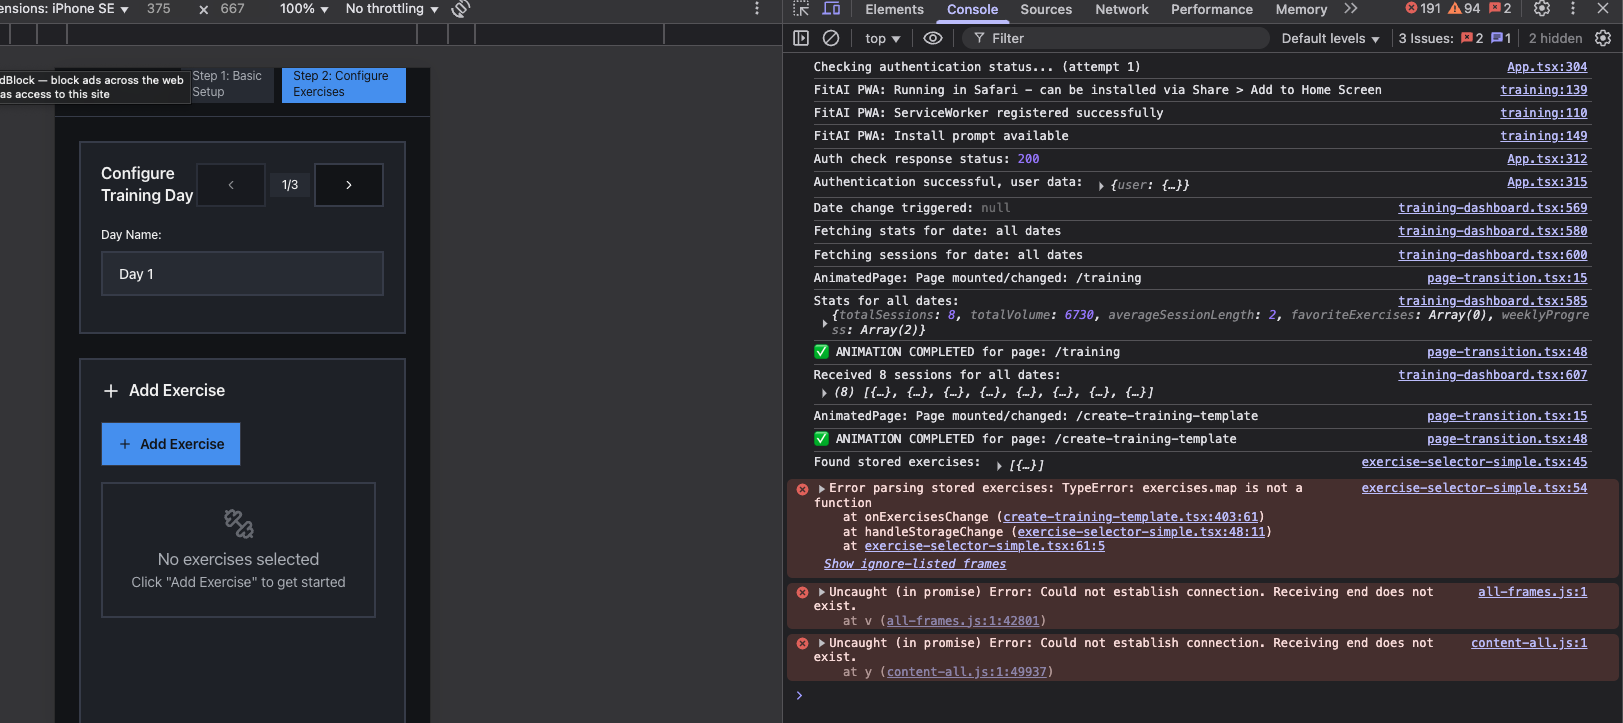 ensions: iPhone SE ▼ 375 × 667 100% ▼ No throttling ▼
dBlock — block ads across the web
as access to this site
Step 1: Basic
Setup
Step 2: Configure
Exercises
Configure
Training Day
1/3
Day Name:
Day 1
Add Exercise
Add Exercise
No exercises selected
Click "Add Exercise" to get started
Elements Console Sources Network Performance Memory 191 94 2
top ▼ Filter Default levels ▼ 3 Issues: 2 1 2 hidden
Checking authentication status... (attempt 1) App.tsx:304
FitAI PWA: Running in Safari – can be installed via Share > Add to Home Screen training:139
FitAI PWA: ServiceWorker registered successfully training:110
FitAI PWA: Install prompt available training:149
Auth check response status: 200 App.tsx:312
Authentication successful, user data: ▶ {user: {…}} App.tsx:315
Date change triggered: null training-dashboard.tsx:569
Fetching stats for date: all dates training-dashboard.tsx:580
Fetching sessions for date: all dates training-dashboard.tsx:600
AnimatedPage: Page mounted/changed: /training page-transition.tsx:15
Stats for all dates: training-dashboard.tsx:585
{totalSessions: 8, totalVolume: 6730, averageSessionLength: 2, favoriteExercises: Array(0), weeklyProgre
ss: Array(2)}
✅ ANIMATION COMPLETED for page: /training page-transition.tsx:48
Received 8 sessions for all dates: training-dashboard.tsx:607
▶ (8) [{…}, {…}, {…}, {…}, {…}, {…}, {…}, {…}]
AnimatedPage: Page mounted/changed: /create-training-template page-transition.tsx:15
✅ ANIMATION COMPLETED for page: /create-training-template page-transition.tsx:48
Found stored exercises: ▶ [{…}] exercise-selector-simple.tsx:45
▶ Error parsing stored exercises: TypeError: exercises.map is not a exercise-selector-simple.tsx:54
function
at onExercisesChange (create-training-template.tsx:403:61)
at handleStorageChange (exercise-selector-simple.tsx:48:11)
at exercise-selector-simple.tsx:61:5
Show ignore-listed frames
▶ Uncaught (in promise) Error: Could not establish connection. Receiving end does not all-frames.js:1
exist.
at v (all-frames.js:1:42801)
▶ Uncaught (in promise) Error: Could not establish connection. Receiving end does not content-all.js:1
exist.
at y (content-all.js:1:49937)